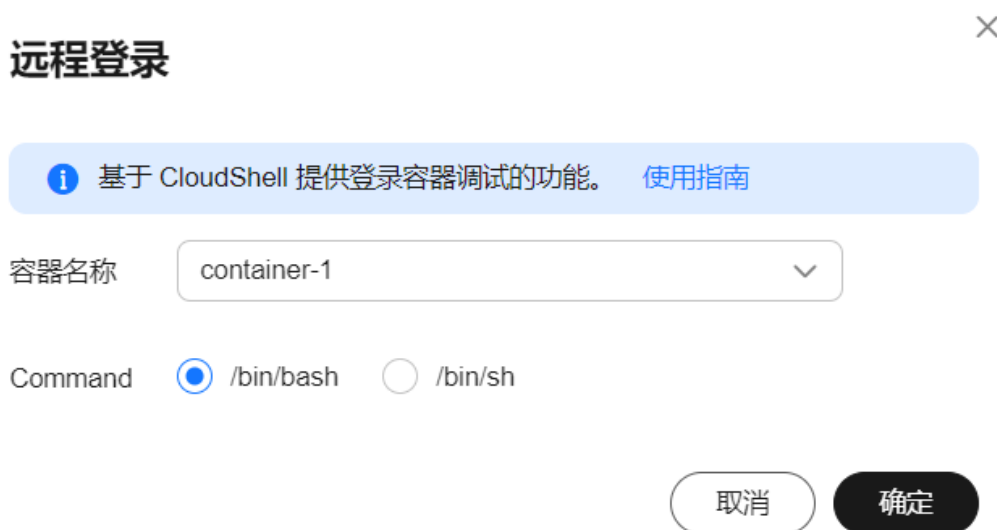 远程登录
基于 CloudShell 提供登录容器调试的功能。 使用指南
容器名称 container-1
Command /bin/bash /bin/sh
取消 确定